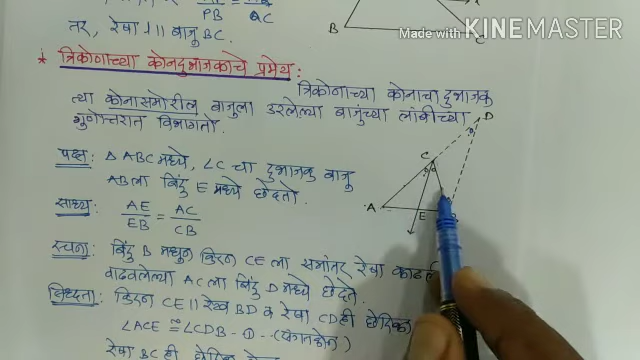 PB QC
तर, रेषा l || बाजू BC.
B C
Made with KINEMASTER
* त्रिकोणाच्या कोनदुभाजकाचे प्रमेय:
त्रिकोणाच्या कोनाचा दुभाजक
त्या कोनासमोरील बाजुला उरलेल्या बाजुंच्या लांबीच्या
गुणोत्तरात विभागतो.
D
पक्ष: Δ ABC मध्ये, ∠C चा दुभाजक बाजू
AB ला बिंदू E मध्ये छेदतो.
C
A E
साध्य: AE/EB = AC/CB
रचना: बिंदू B मधून किरण CE ला समांतर रेषा
वाढवलेल्या AC ला बिंदू D मध्ये छेदते.
सिद्धता: किरण CE || रेख BD व रेषा CD ही छेदिका
∠ACE ≅ ∠CDB - ① -
रेषा BC ही